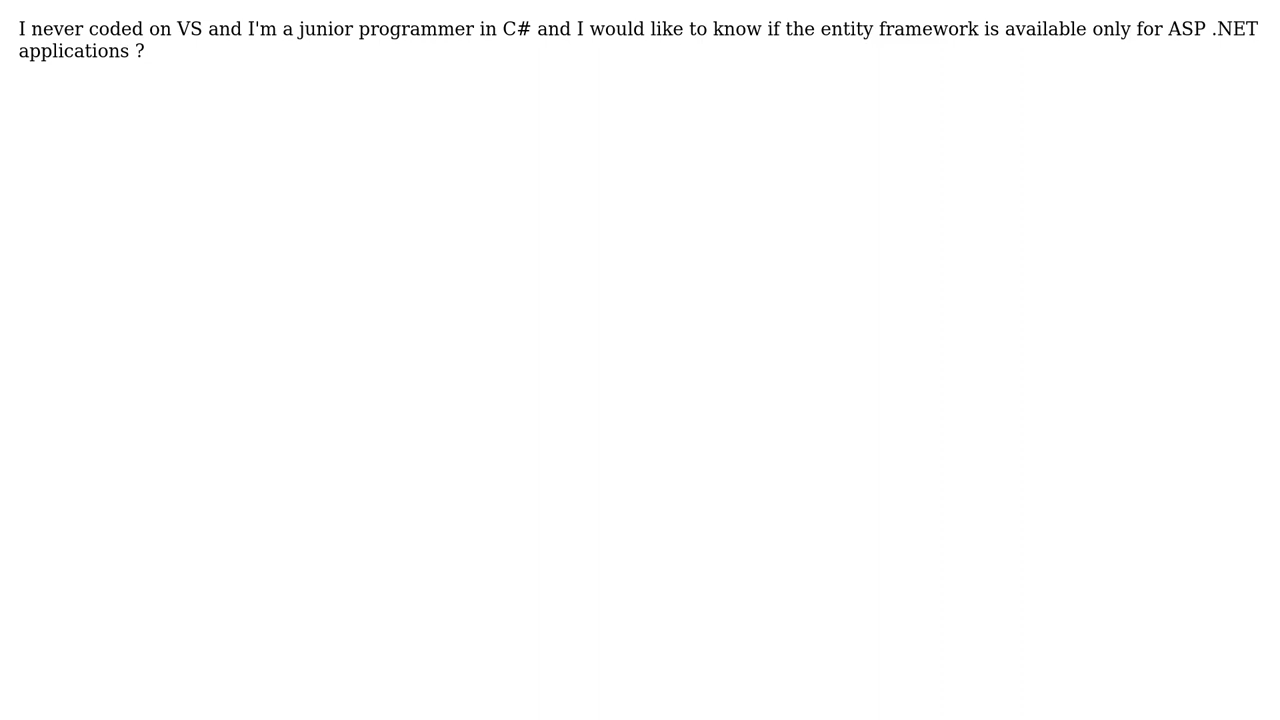 I never coded on VS and I'm a junior programmer in C# and I would like to know if the entity framework is available only for ASP .NET
applications ?